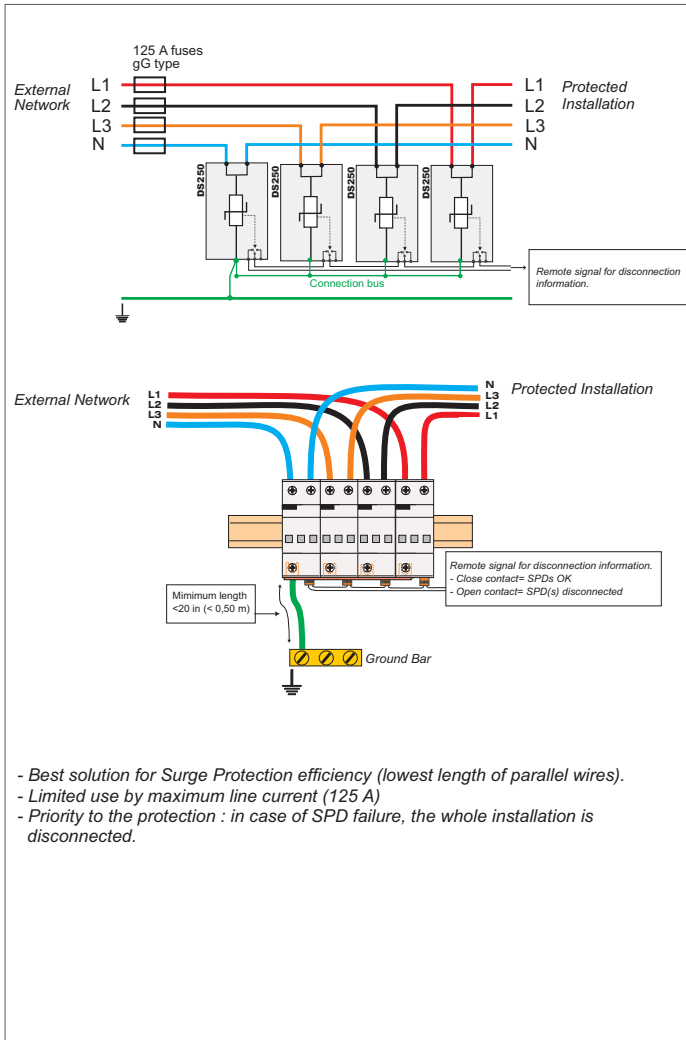 125 A fuses
gG type
External
Network
L1
L2
L3
N
L1
L2
L3
N
Protected
Installation
DS250
DS250
DS250
DS250
Connection bus
Remote signal for disconnection
information.
External Network
L1
L2
L3
N
N
L3
L2
L1
Protected Installation
Remote signal for disconnection information.
- Close contact= SPDs OK
- Open contact= SPD(s) disconnected
Mimimum length
<20 in (< 0,50 m)
Ground Bar
- Best solution for Surge Protection efficiency (lowest length of parallel wires).
- Limited use by maximum line current (125 A)
- Priority to the protection : in case of SPD failure, the whole installation is
disconnected.